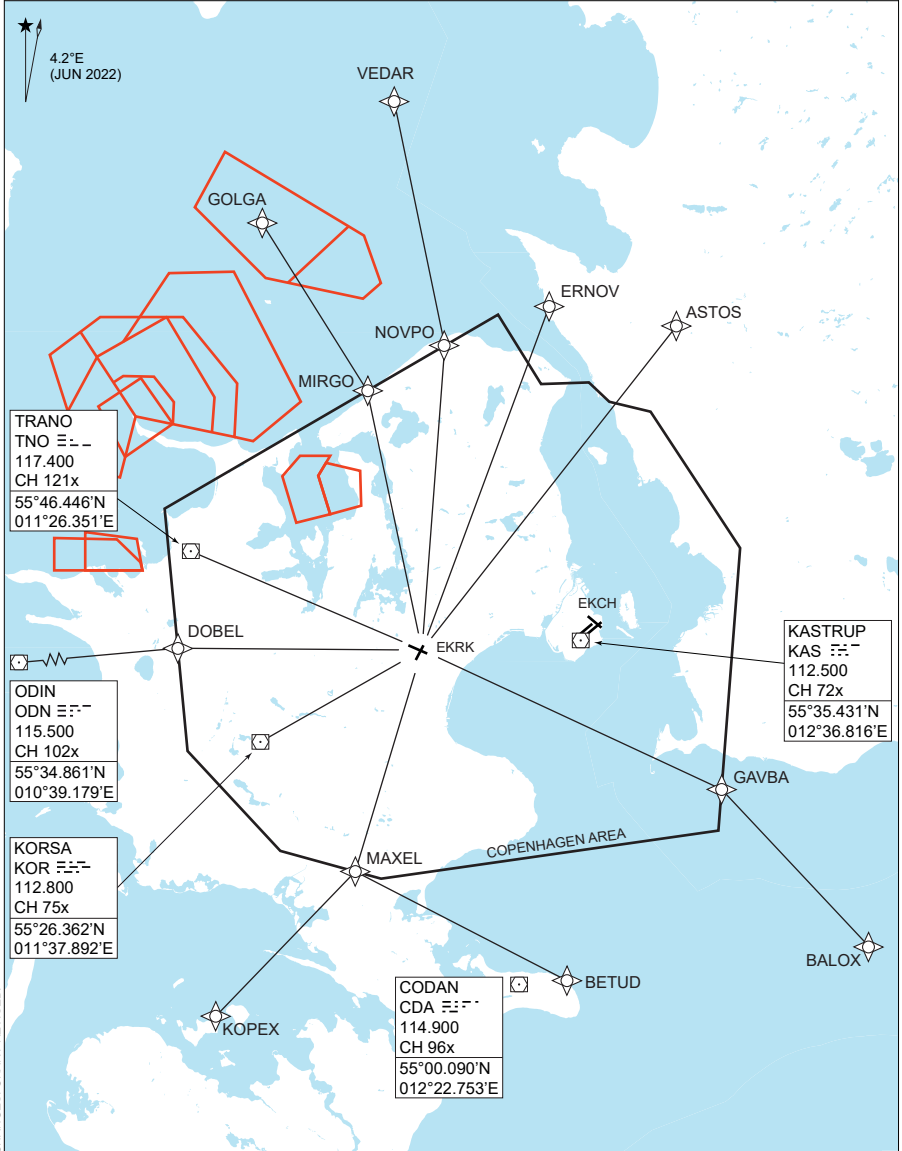 4.2°E
(JUN 2022)
VEDAR
GOLGA
ERNOV
ASTOS
NOVPO
MIRGO
TRANO
TNO
117.400
CH 121x
55°46.446'N
011°26.351'E
EKCH
DOBEL
EKRK
KASTRUP
KAS
112.500
CH 72x
55°35.431'N
012°36.816'E
ODIN
ODN
115.500
CH 102x
55°34.861'N
010°39.179'E
GAVBA
COPENHAGEN AREA
KORSA
KOR
112.800
CH 75x
55°26.362'N
011°37.892'E
MAXEL
BALOX
BETUD
CODAN
CDA
114.900
CH 96x
55°00.090'N
012°22.753'E
KOPEX